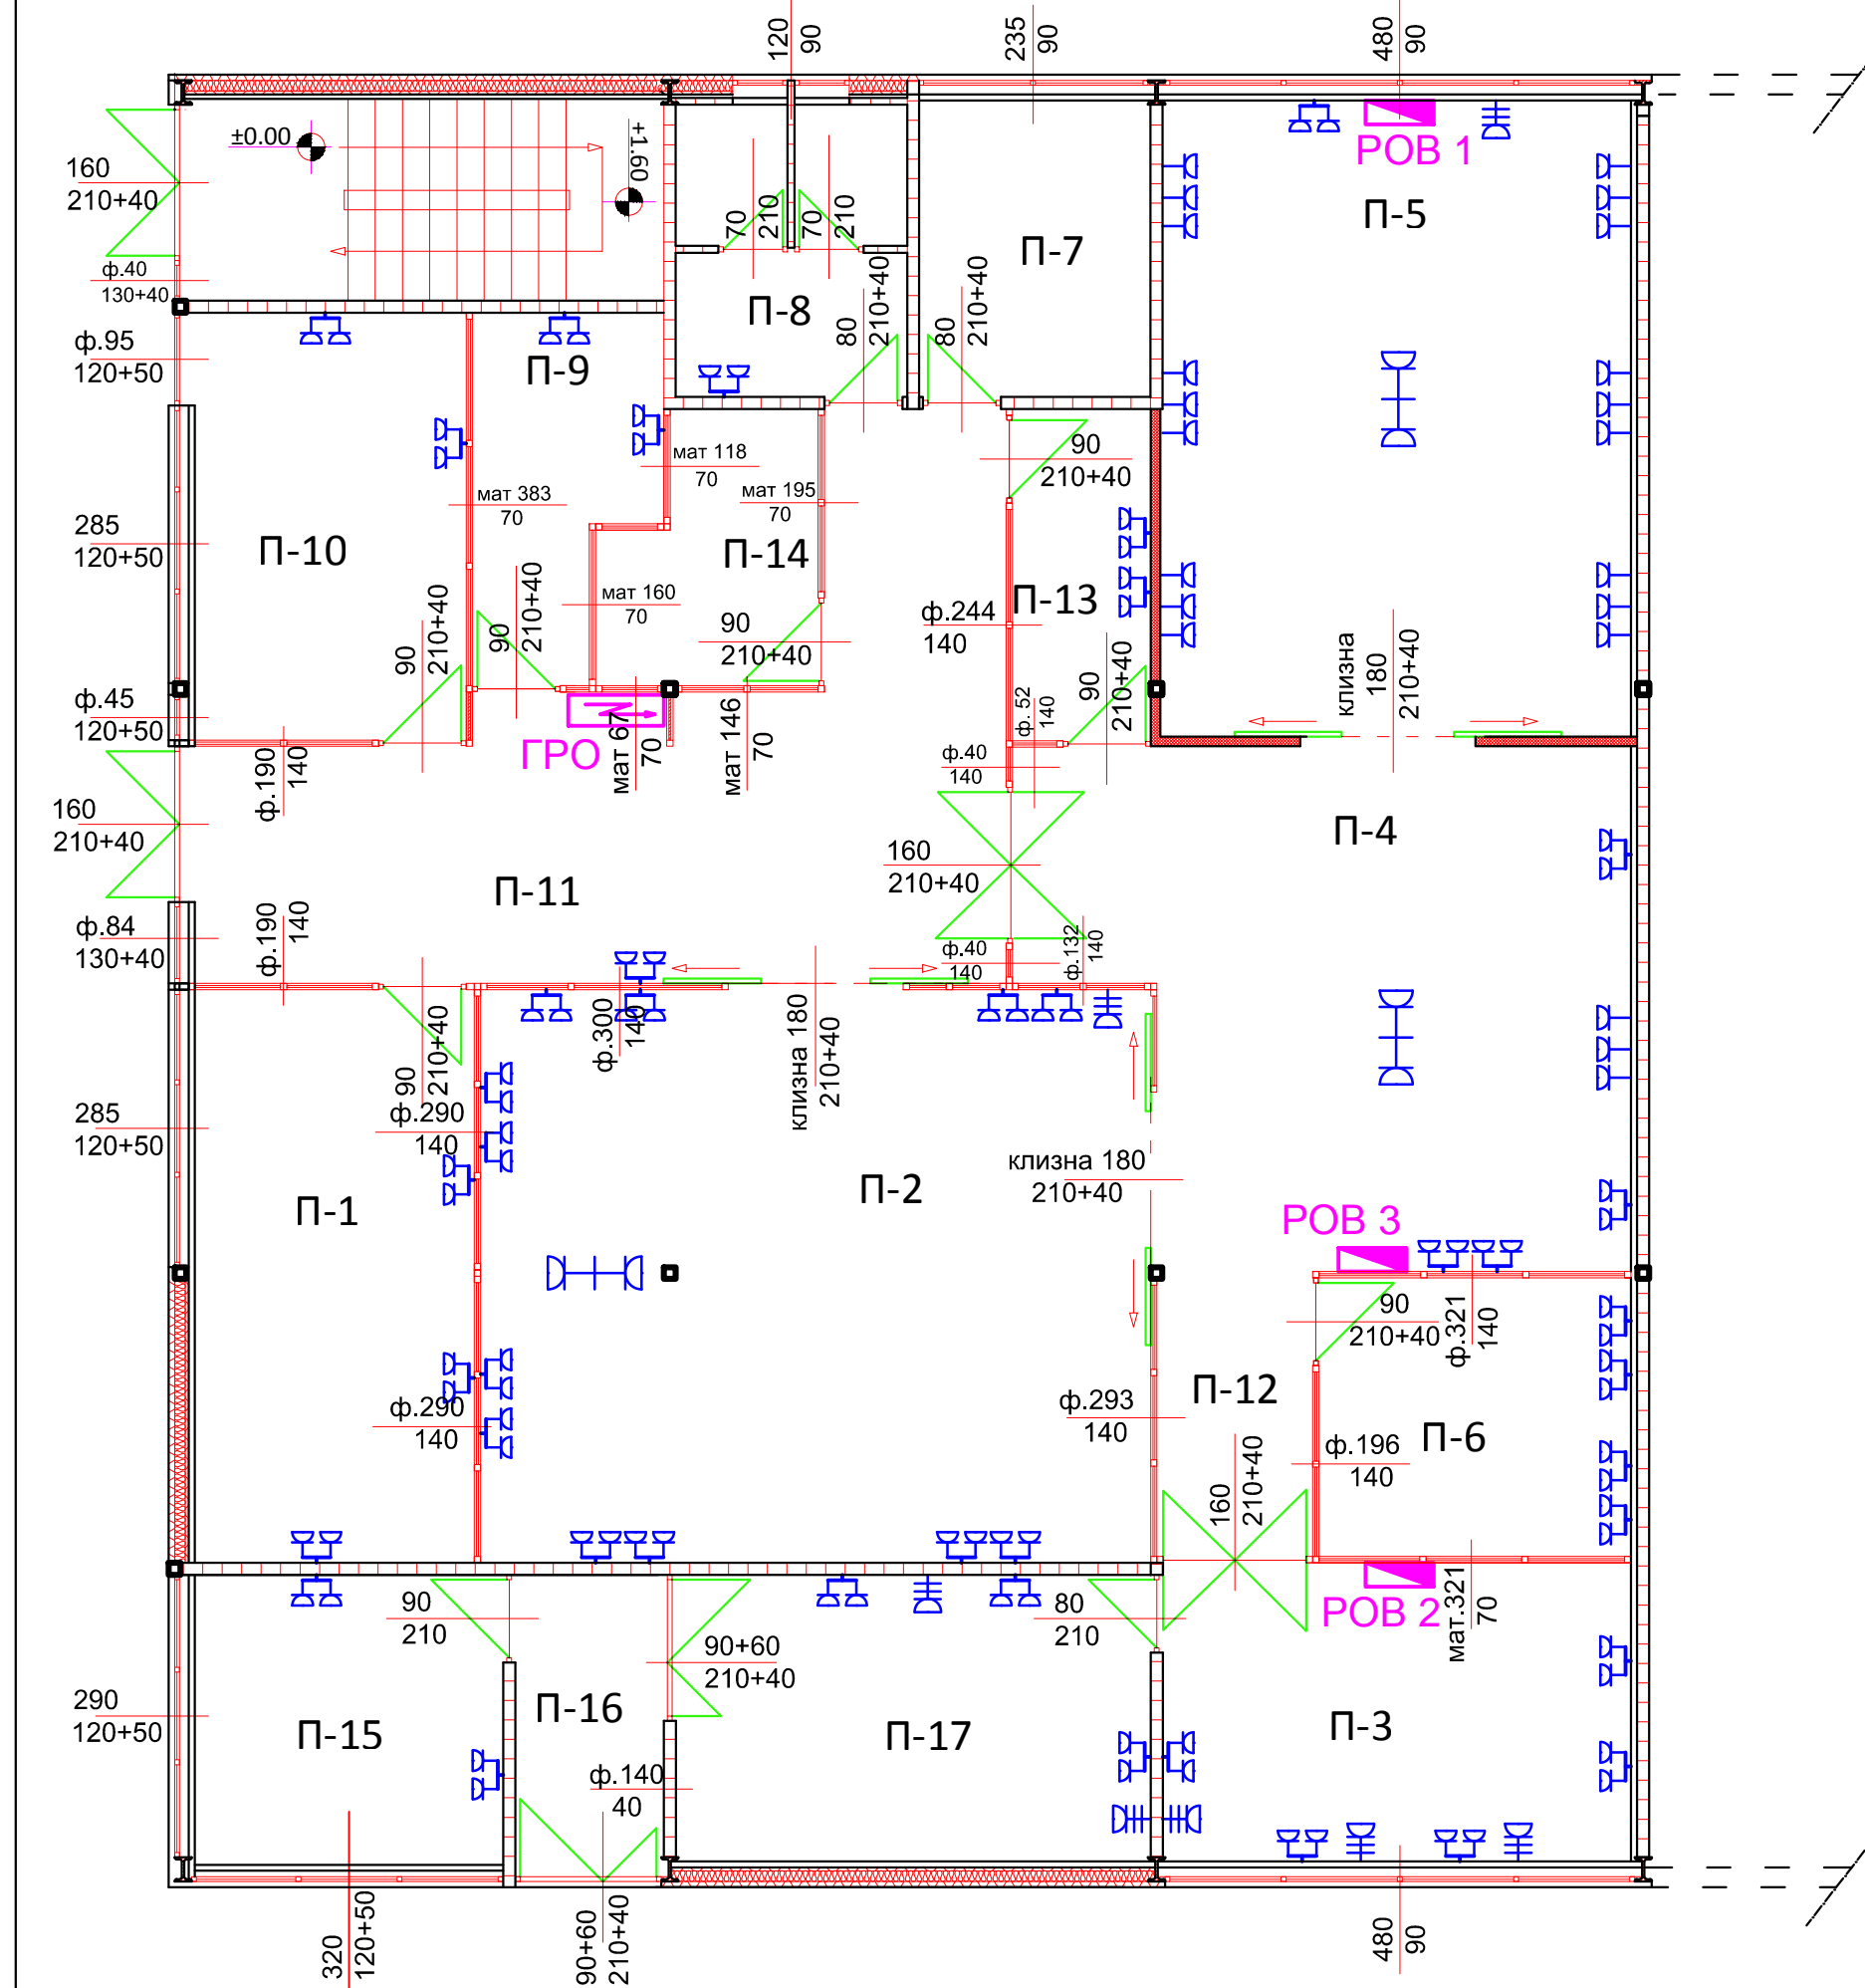 120
90
235
90
480
90
±0.00
+1.60
РОВ 1
160
210+40
П-5
70
210
70
210
П-7
ф.40
130+40
80
210+40
80
210+40
П-8
ф.95
120+50
П-9
90
210+40
мат 118
70
мат 383
70
мат 195
70
285
120+50
П-10
П-14
П-13
мат 160
70
ф.244
140
90
210+40
90
210+40
90
210+40
клизна
180
210+40
ф.45
120+50
ф. 52
140
90
210+40
ГРО
мат 67
70
мат 146
70
ф.190
140
ф.40
140
160
210+40
П-4
160
210+40
П-11
ф.84
130+40
ф.190
140
ф.40
140
ф.132
140
90
210+40
ф.300
140
клизна 180
210+40
285
120+50
ф.290
140
клизна 180
210+40
П-1
П-2
РОВ 3
90
210+40
ф.321
140
П-12
ф.290
140
ф.293
140
П-6
ф.196
140
160
210+40
90
210
80
210
РОВ 2
мат.321
70
90+60
210+40
290
120+50
П-15
П-16
П-17
П-3
ф.140
40
320
120+50
90+60
210+40
480
90